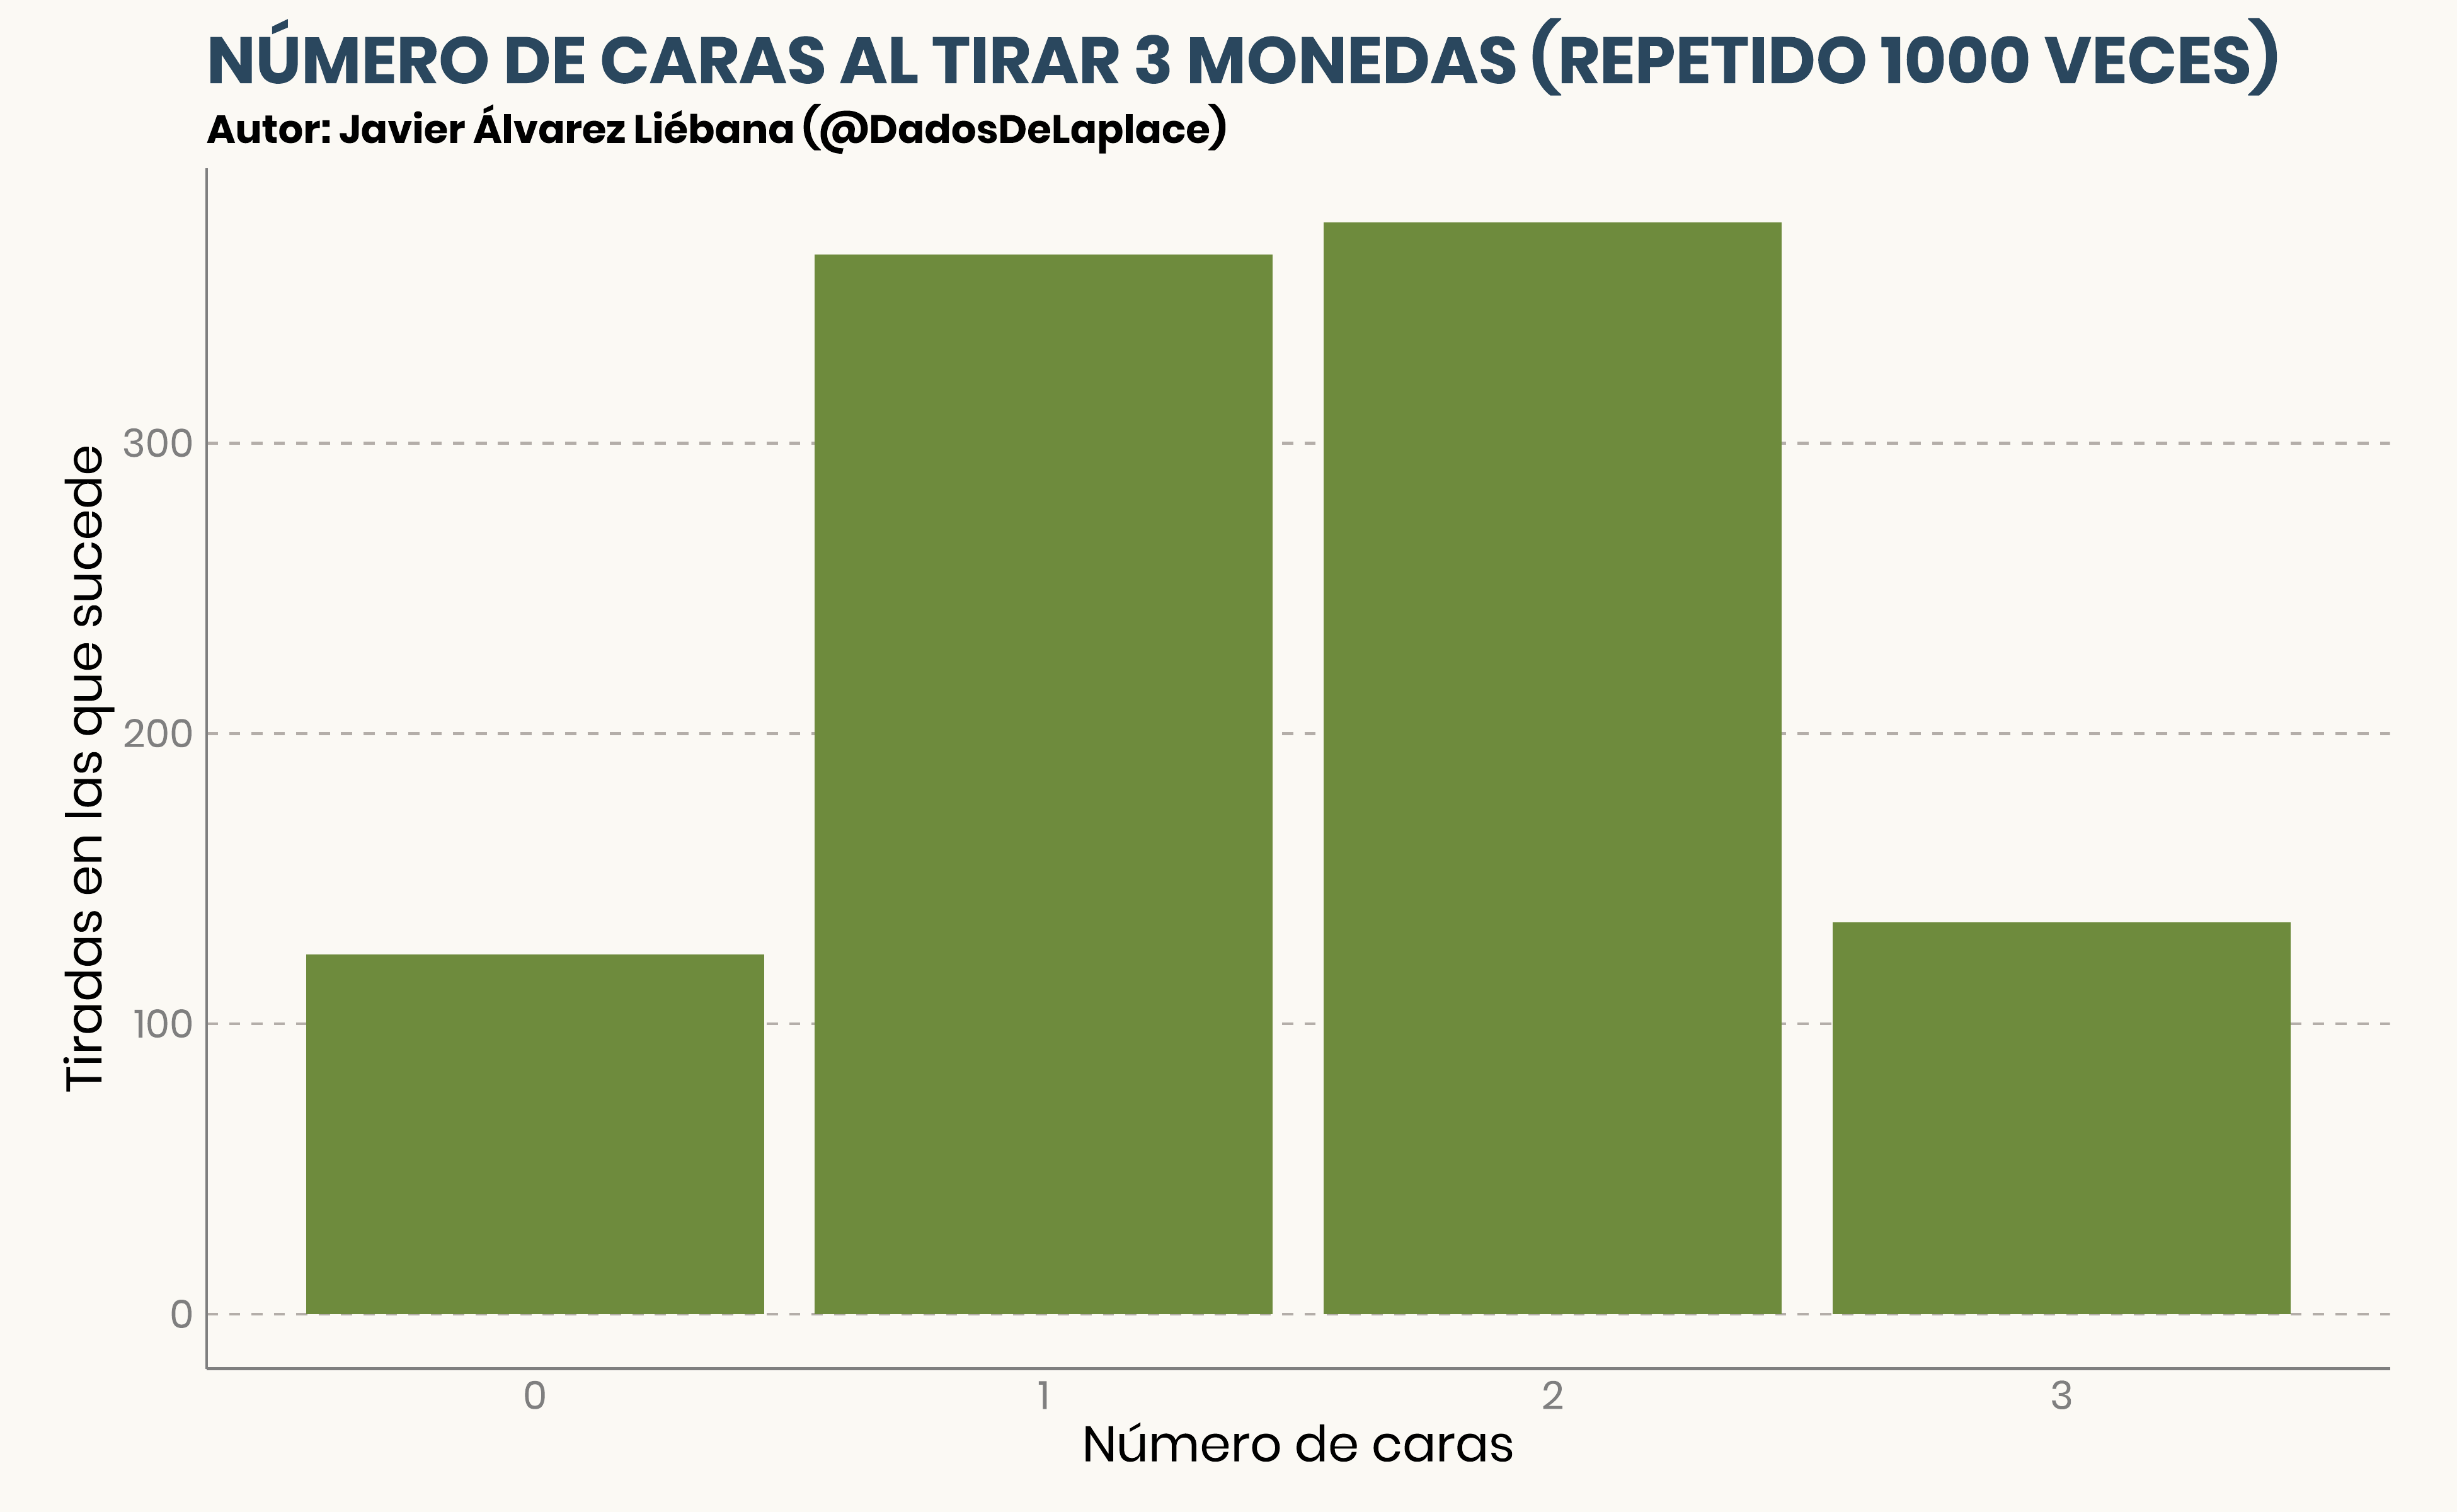 NÚMERO DE CARAS AL TIRAR 3 MONEDAS (REPETIDO 1000 VECES)
Autor: Javier Álvarez Liébana (@DadosDeLaplace)
Tiradas en las que sucede
300
200
100
0
0 1 2 3
Número de caras